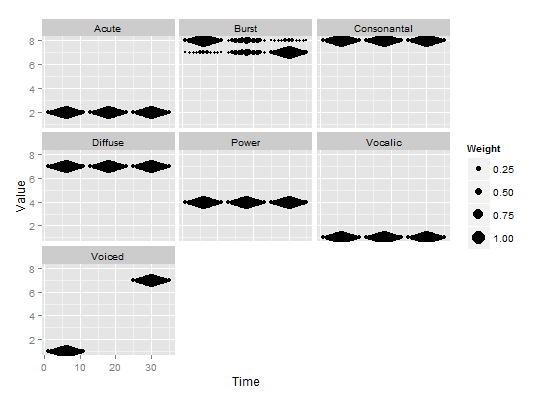 Acute Burst Consonantal
8
6
4
2
Diffuse Power Vocalic
8
6
4
2
Voiced
8
6
4
2
0 10 20 30
Time
Value
Weight
0.25
0.50
0.75
1.00